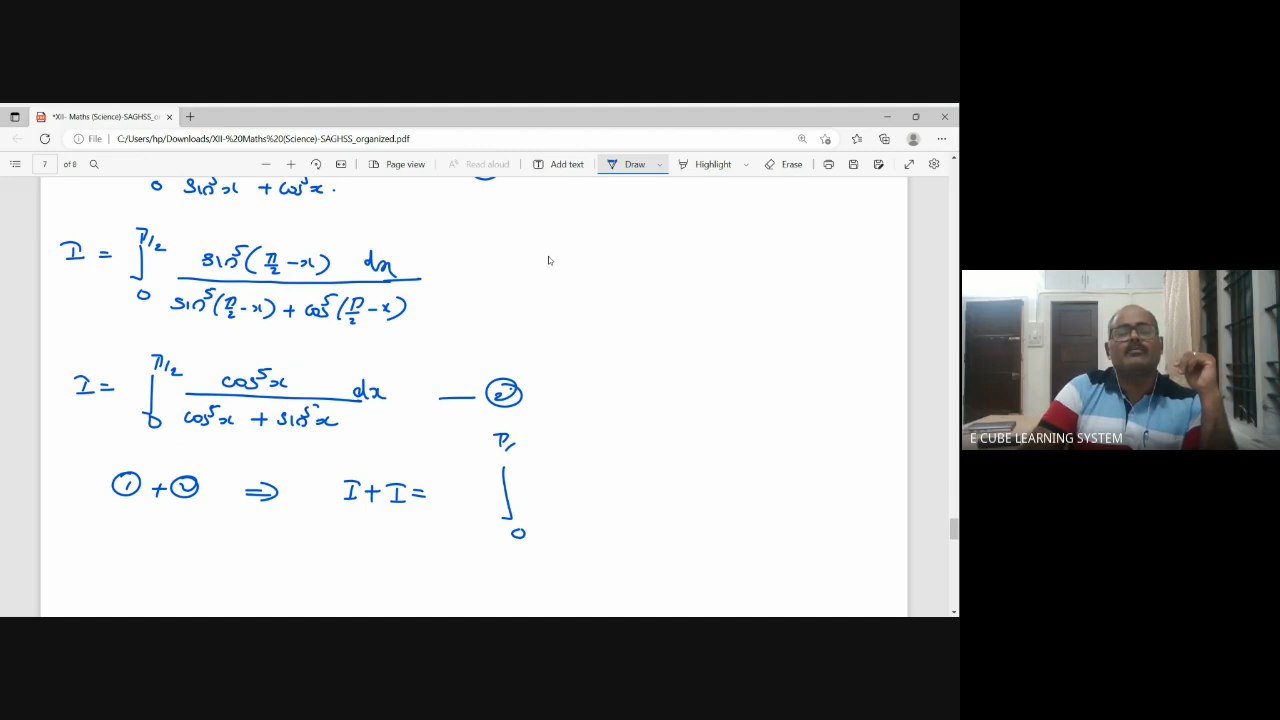 *XII- Maths (Science)-SAGHSS_o
File C:/Users/hp/Downloads/XII-%20Maths%20(Science)-SAGHSS_organized.pdf
7 of 8 Page view Read aloud Add text Draw Highlight Erase
0 sin⁵x + cos⁵x.
I = ∫ π/2 0 sin⁵(π/2 -x) dx
sin⁵(π/2 -x) + cos⁵(π/2 -x)
I = ∫ π/2 0 cos⁵x dx — ②
cos⁵x + sin⁵x
① + ② ⇒ I + I = ∫ 0
E CUBE LEARNING SYSTEM